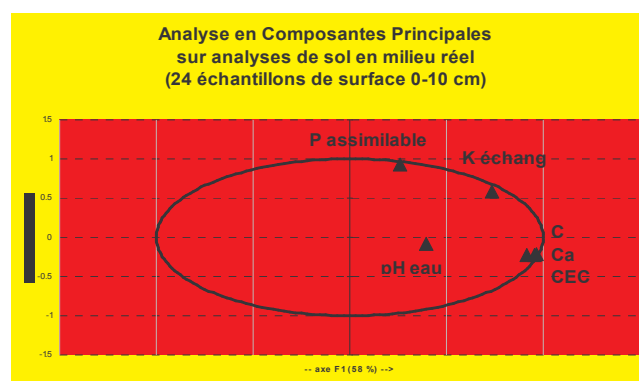 Analyse en Composantes Principales
sur analyses de sol en milieu réel
(24 échantillons de surface 0-10 cm)
15
1
0.5
0
-0.5
-1
-15
P assimilable
K échang
C
Ca
CEC
pH eau
-- axe F1 (58 %) -->